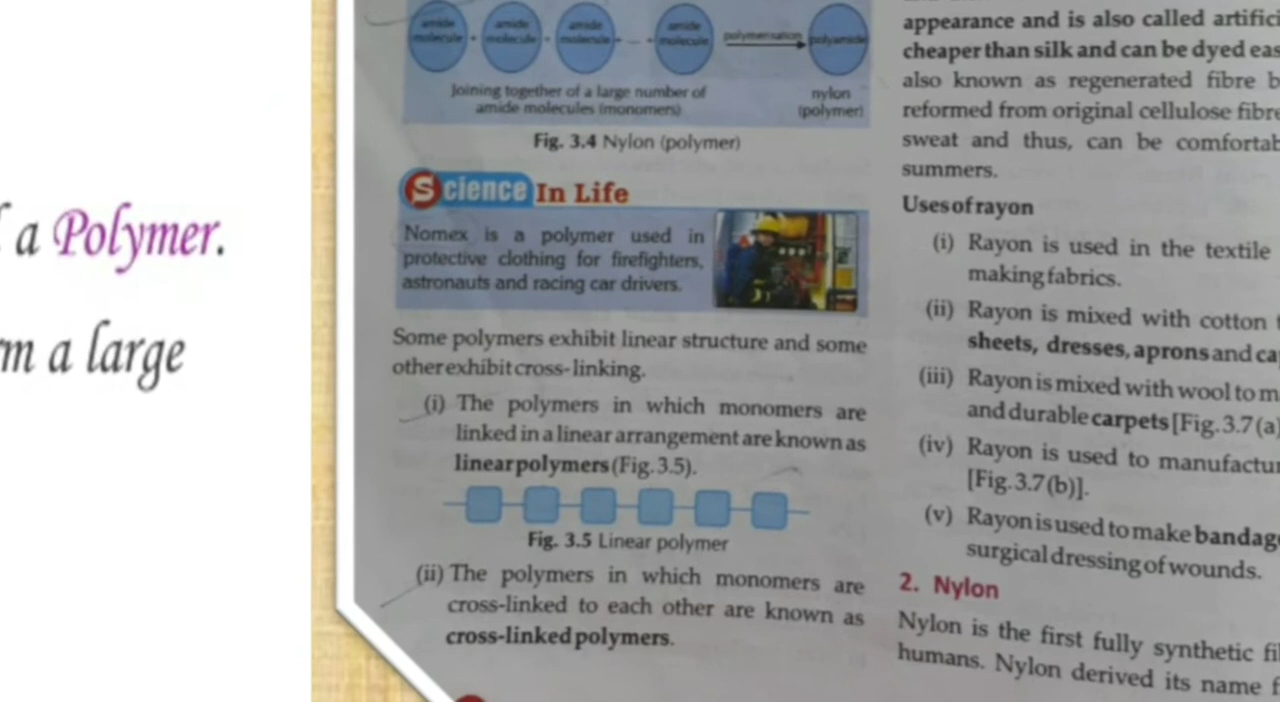 a Polymer.
a large
amide amide amide amide
molecule + molecule + molecule + ... + molecule polymerisation polyamide
Joining together of a large number of
amide molecules (monomers)
nylon
(polymer)
Fig. 3.4 Nylon (polymer)
Science In Life
Nomex is a polymer used in
protective clothing for firefighters,
astronauts and racing car drivers.
Some polymers exhibit linear structure and some
other exhibit cross-linking.
(i) The polymers in which monomers are
linked in a linear arrangement are known as
linear polymers (Fig. 3.5).
Fig. 3.5 Linear polymer
(ii) The polymers in which monomers are
cross-linked to each other are known as
cross-linked polymers.
appearance and is also called
cheaper than silk and can be dyed
also known as regenerated fibre
reformed from original cellulose
sweat and thus, can be
summers.
Uses of rayon
(i) Rayon is used in the textile
making fabrics.
(ii) Rayon is mixed with cotton
sheets, dresses, aprons and
(iii) Rayon is mixed with wool to
and durable carpets [Fig. 3.7 (a)
(iv) Rayon is used to
[Fig. 3.7 (b)].
(v) Rayon is used to make
surgical dressing of wounds.
2. Nylon
Nylon is the first fully synthetic
humans. Nylon derived its name